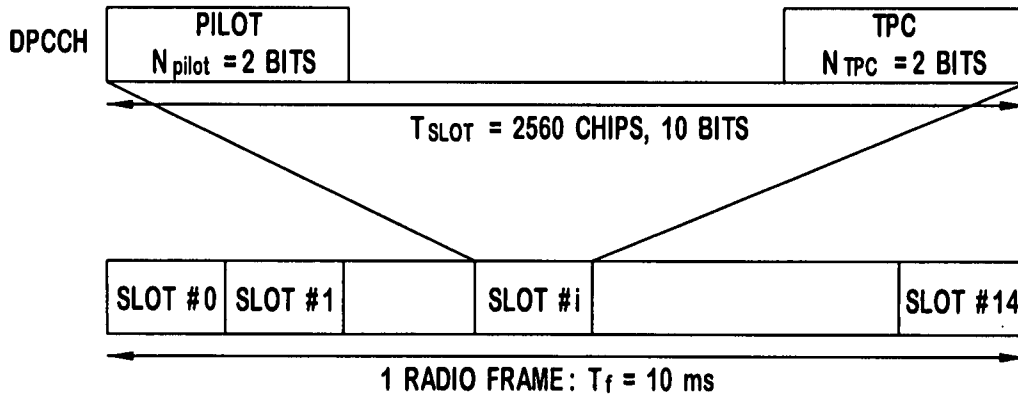 DPCCH
PILOT
N pilot = 2 BITS
TPC
N TPC = 2 BITS
T SLOT = 2560 CHIPS, 10 BITS
SLOT #0 SLOT #1 SLOT #i SLOT #14
1 RADIO FRAME: Tf = 10 ms